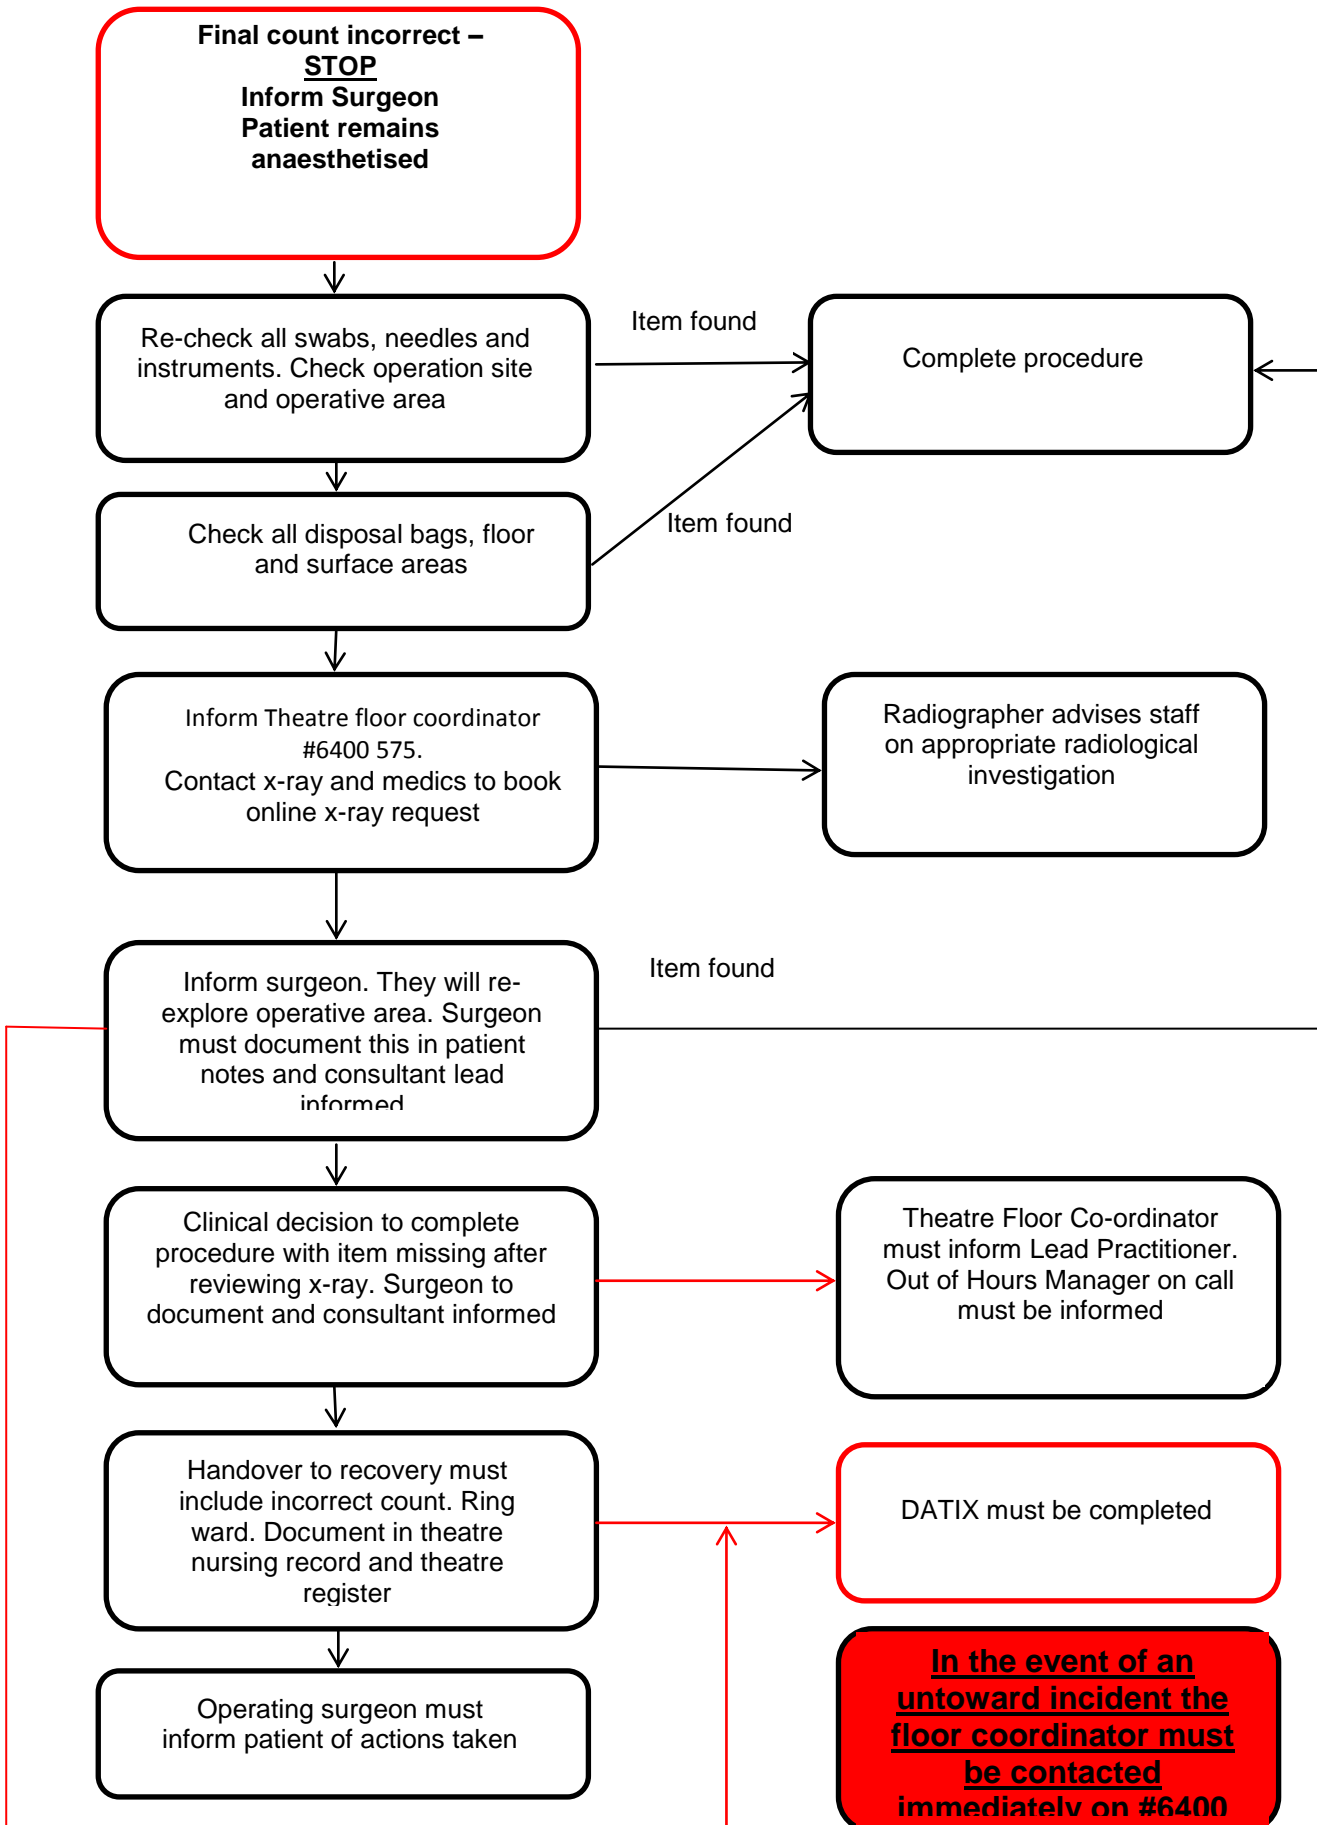 Final count incorrect –
STOP
Inform Surgeon
Patient remains
anaesthetised
Re-check all swabs, needles and
instruments. Check operation site
and operative area
Item found
Complete procedure
Check all disposal bags, floor
and surface areas
Item found
Inform Theatre floor coordinator
#6400 575.
Contact x-ray and medics to book
online x-ray request
Radiographer advises staff
on appropriate radiological
investigation
Inform surgeon. They will re-
explore operative area. Surgeon
must document this in patient
notes and consultant lead
informed
Item found
Clinical decision to complete
procedure with item missing after
reviewing x-ray. Surgeon to
document and consultant informed
Theatre Floor Co-ordinator
must inform Lead Practitioner.
Out of Hours Manager on call
must be informed
Handover to recovery must
include incorrect count. Ring
ward. Document in theatre
nursing record and theatre
register
DATIX must be completed
Operating surgeon must
inform patient of actions taken
In the event of an
untoward incident the
floor coordinator must
be contacted
immediately on #6400